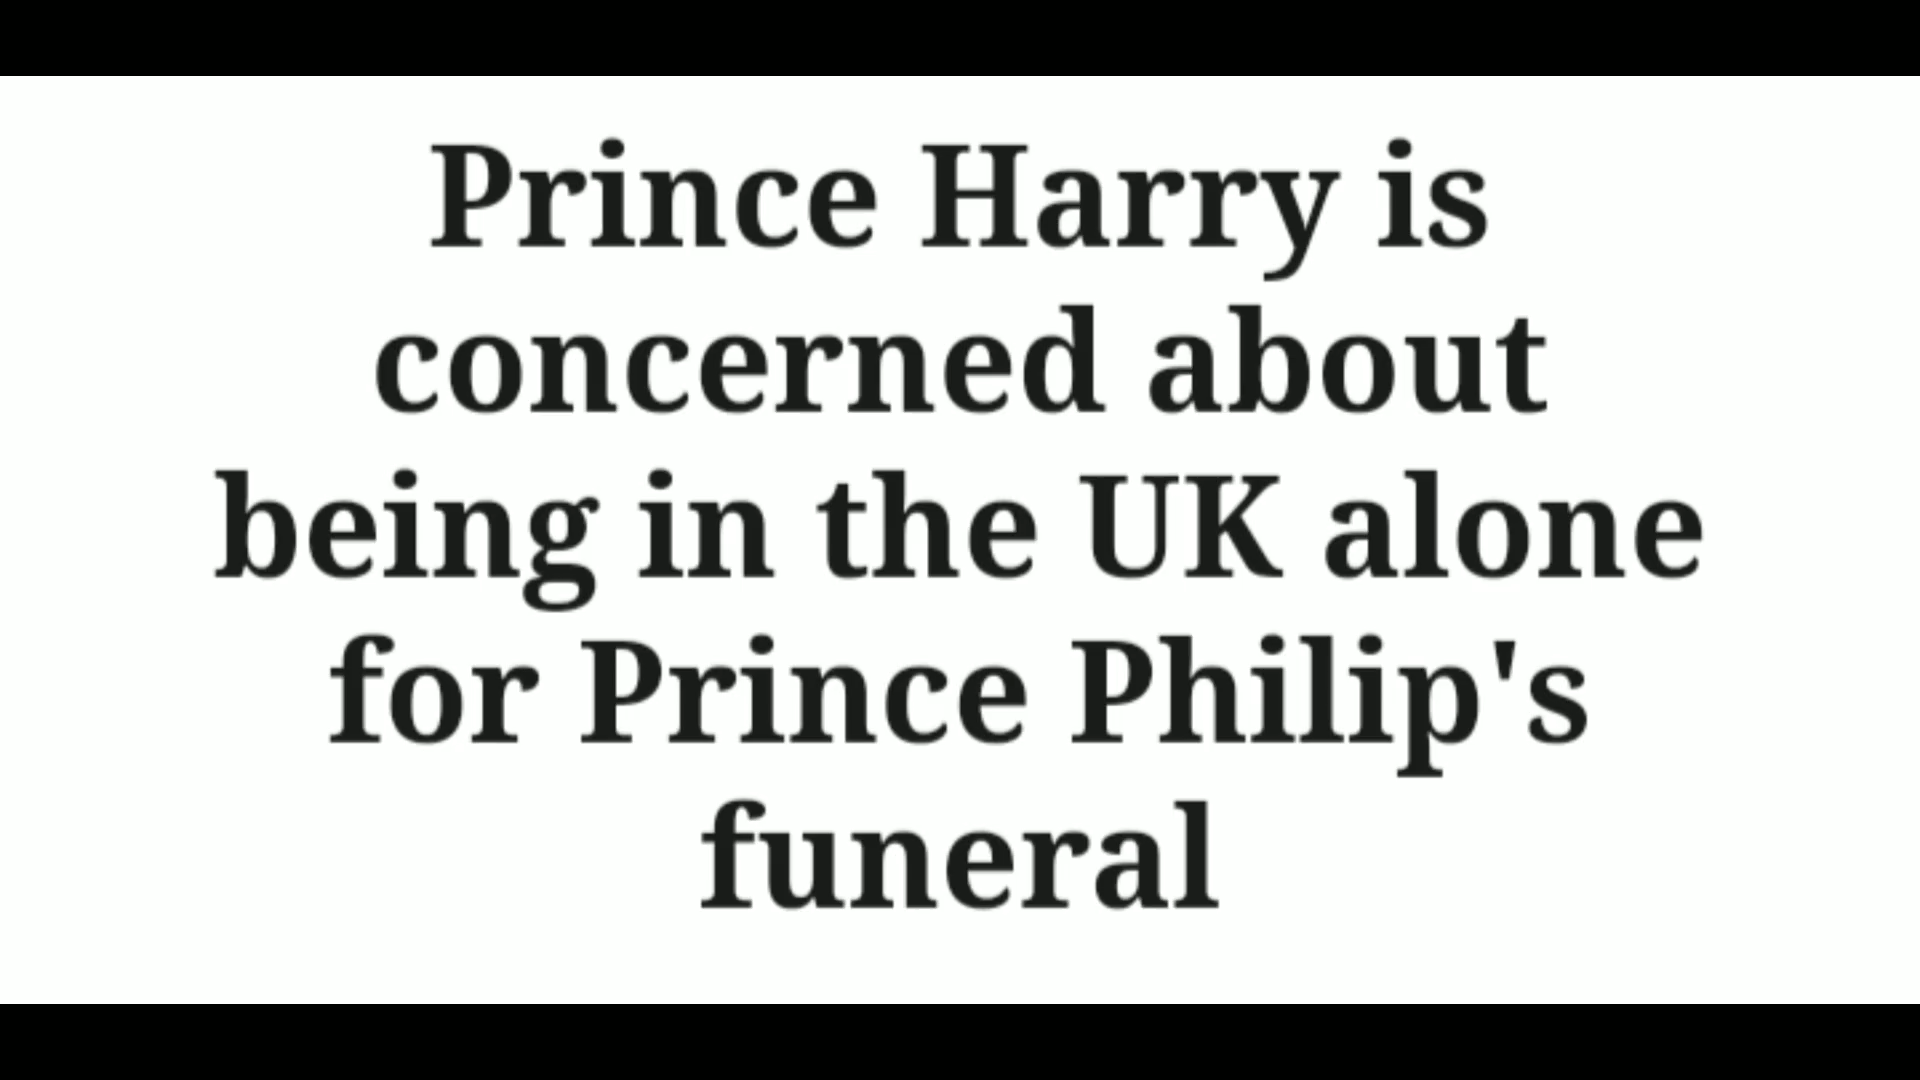 Prince Harry is
concerned about
being in the UK alone
for Prince Philip's
funeral